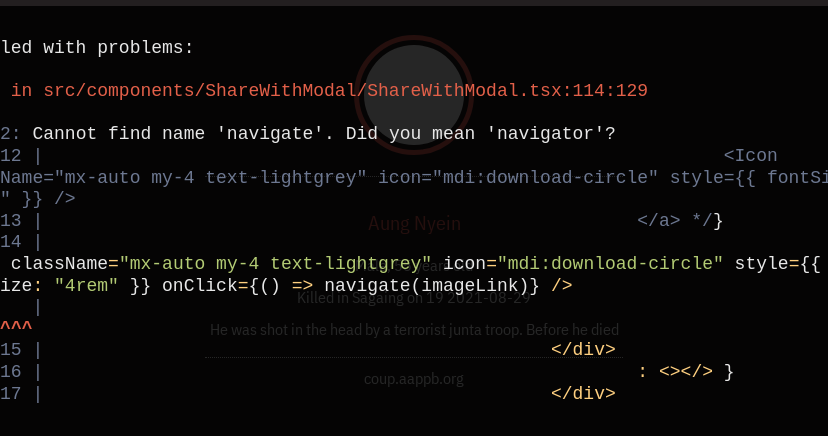 led with problems:
in src/components/ShareWithModal/ShareWithModal.tsx:114:129
2: Cannot find name 'navigate'. Did you mean 'navigator'?
12 | <Icon
Name="mx-auto my-4 text-lightgrey" icon="mdi:download-circle" style={{ fontSi
" }} />
13 | </a> */}
Aung Nyein
14 |
className="mx-auto my-4 text-lightgrey" icon="mdi:download-circle" style={{
ize: "4rem" }} onClick={() => navigate(imageLink)} />
Killed in Sagaing on 19 2021-08-29
|
^^^
He was shot in the head by a terrorist junta troop. Before he died
15 | </div>
16 | : <></> }
coup.aappb.org
17 | </div>